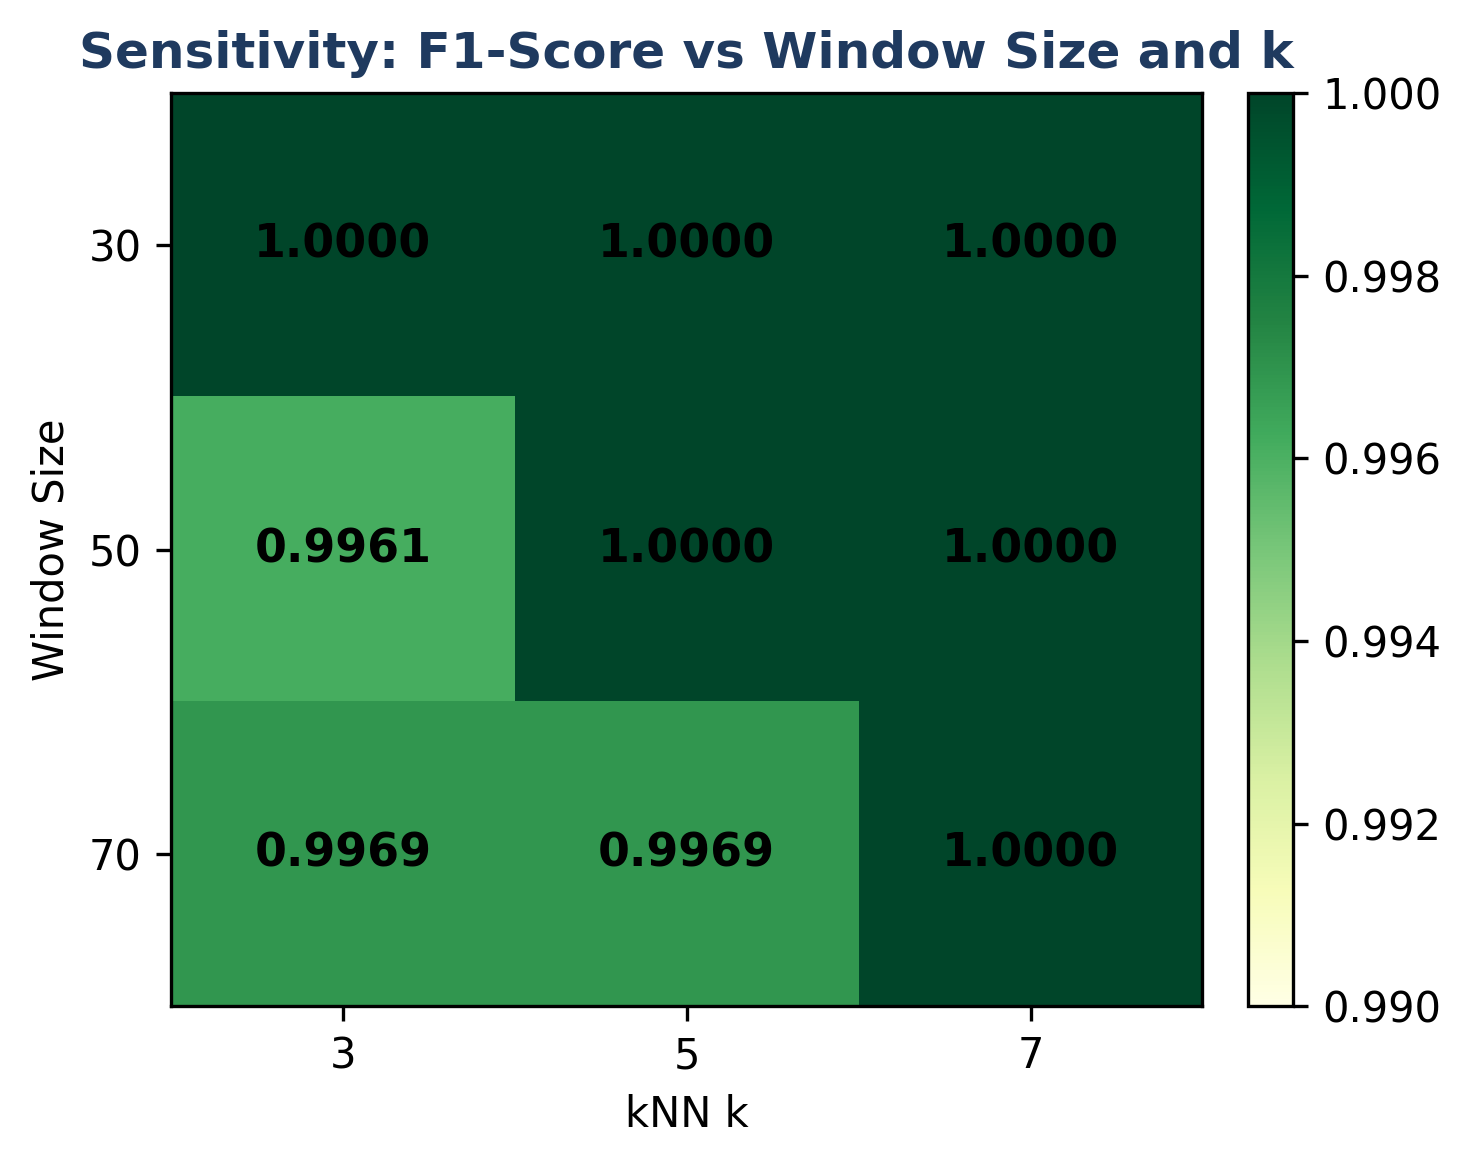 Sensitivity: F1-Score vs Window Size and k
1.000
30 1.0000 1.0000 1.0000
0.998
0.996
Window Size
50 0.9961 1.0000 1.0000
0.994
0.992
70 0.9969 0.9969 1.0000
0.990
3 5 7
kNN k